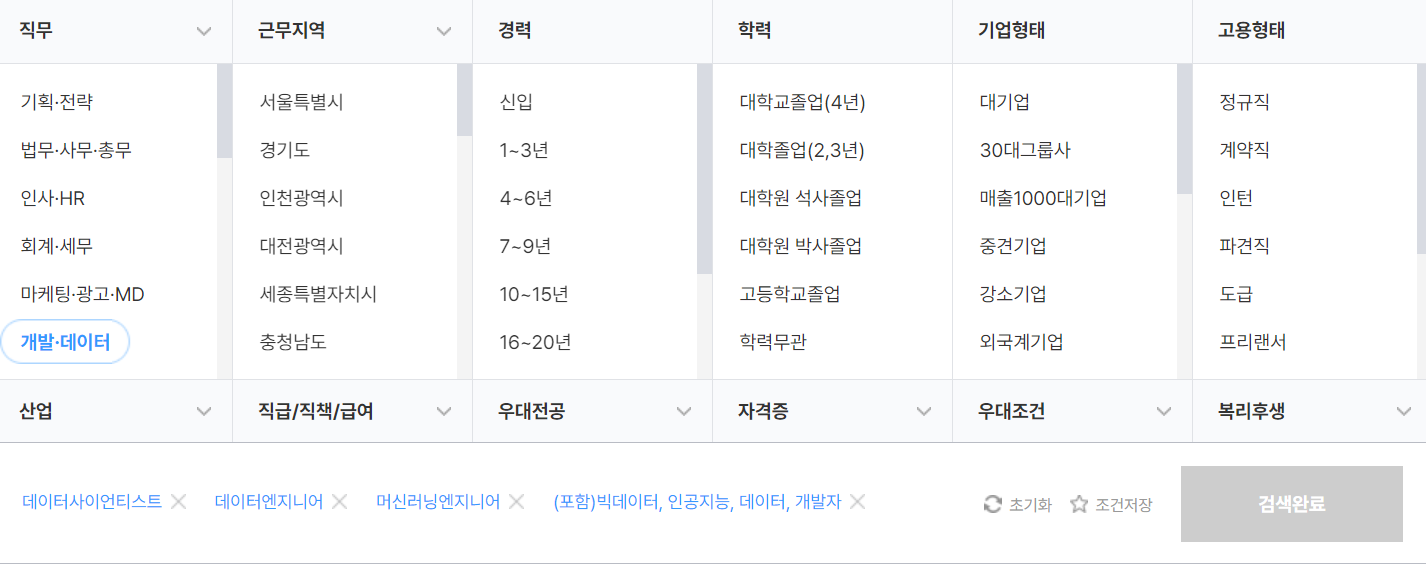 직무 근무지역 경력 학력 기업형태 고용형태
기획·전략 서울특별시 신입 대학교졸업(4년) 대기업 정규직
법무·사무·총무 경기도 1~3년 대학졸업(2,3년) 30대그룹사 계약직
인사·HR 인천광역시 4~6년 대학원 석사졸업 매출1000대기업 인턴
회계·세무 대전광역시 7~9년 대학원 박사졸업 중견기업 파견직
마케팅·광고·MD 세종특별자치시 10~15년 고등학교졸업 강소기업 도급
개발·데이터 충청남도 16~20년 학력무관 외국계기업 프리랜서
산업 직급/직책/급여 우대전공 자격증 우대조건 복리후생
데이터사이언티스트 데이터엔지니어 머신러닝엔지니어 (포함)빅데이터, 인공지능, 데이터, 개발자 초기화 조건저장 검색완료